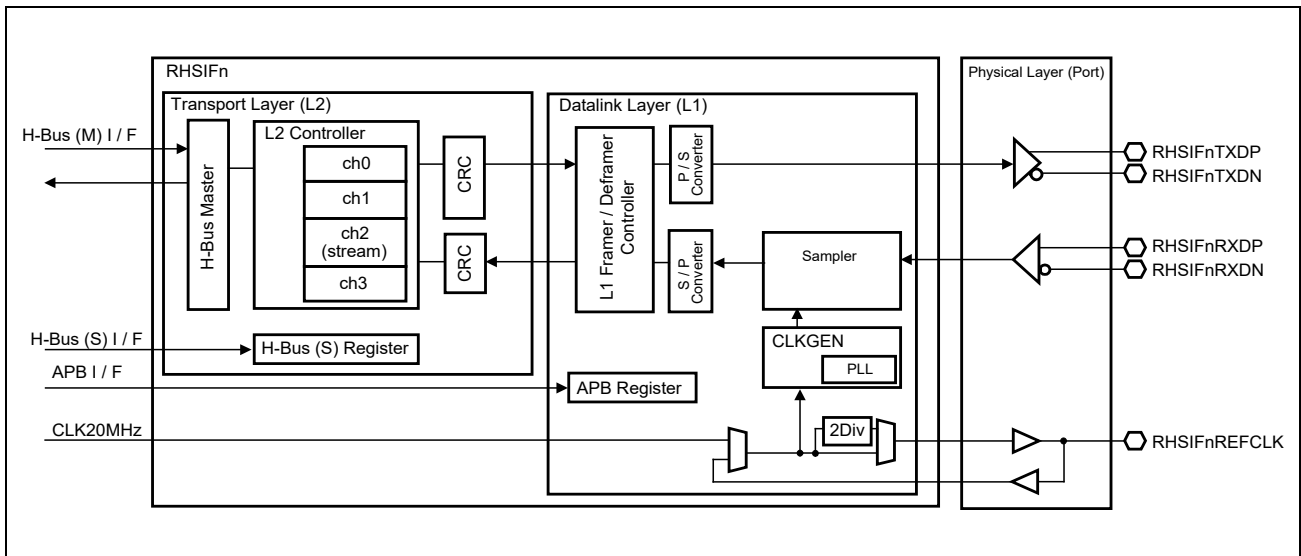 RHSIFn
Physical Layer (Port)
Transport Layer (L2)
Datalink Layer (L1)
H-Bus (M) I / F
H-Bus Master
L2 Controller
ch0
ch1
ch2
(stream)
ch3
CRC
CRC
L1 Framer / Deframer
Controller
P / S
Converter
S / P
Converter
Sampler
CLKGEN
PLL
RHSIFnTXDP
RHSIFnTXDN
RHSIFnRXDP
RHSIFnRXDN
H-Bus (S) I / F
H-Bus (S) Register
APB I / F
APB Register
CLK20MHz
2Div
RHSIFnREFCLK